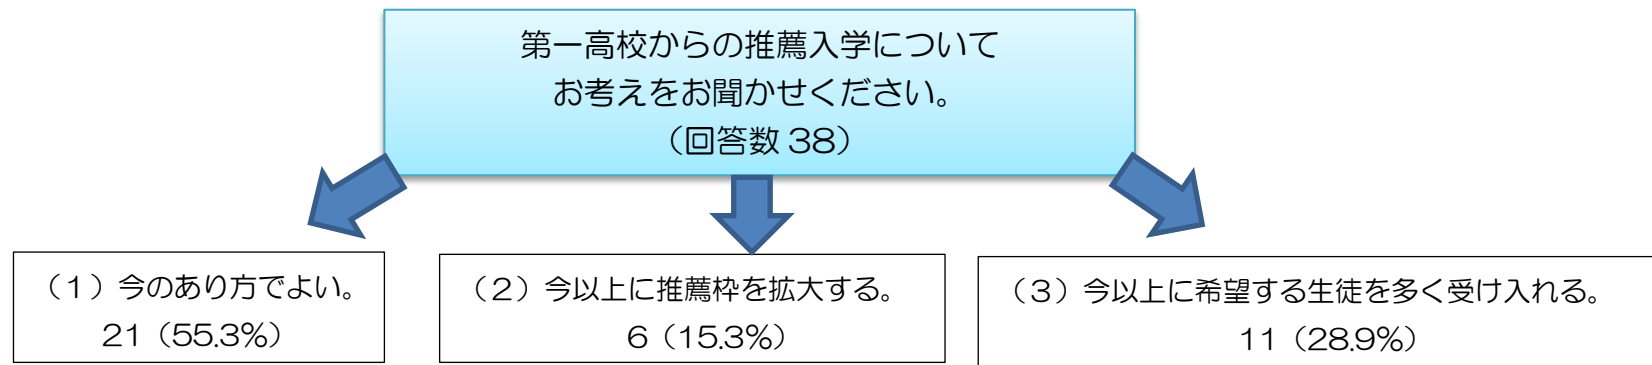 第一高校からの推薦入学について
お考えをお聞かせください。
（回答数 38）
（１）今のあり方でよい。
21（55.3%）
（２）今以上に推薦枠を拡大する。
6（15.3%）
（３）今以上に希望する生徒を多く受け入れる。
11（28.9%）